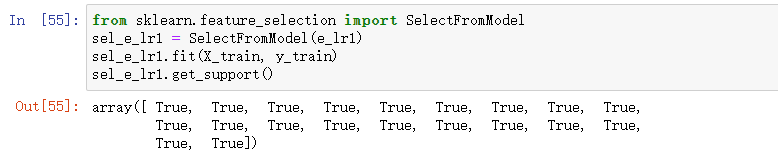 In [55]: from sklearn.feature_selection import SelectFromModel
sel_e_lr1 = SelectFromModel(e_lr1)
sel_e_lr1.fit(X_train, y_train)
sel_e_lr1.get_support()
Out[55]: array([ True, True, True, True, True, True, True, True, True,
True, True, True, True, True, True, True, True, True,
True, True])